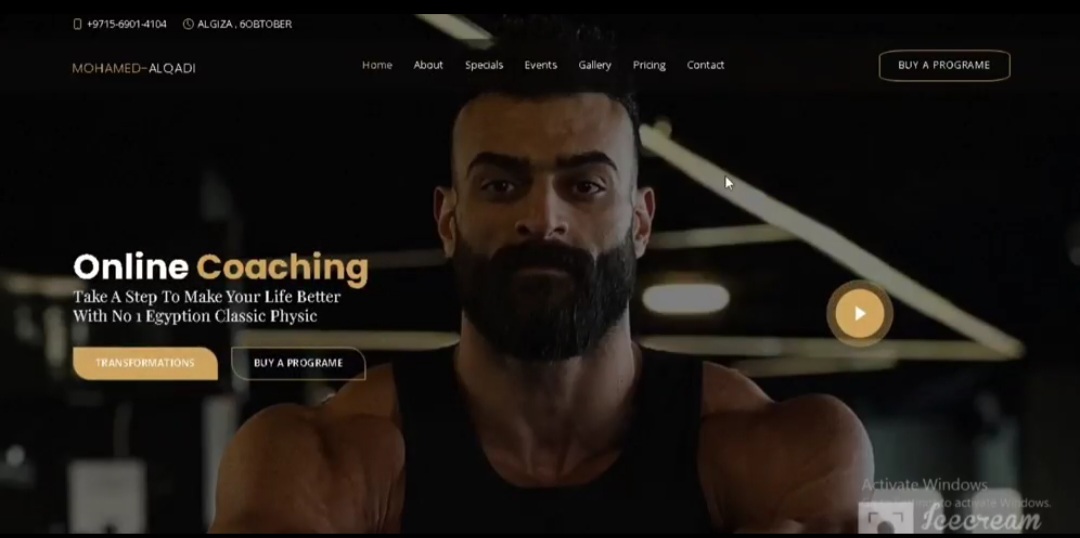 +9715-6901-4104 ALGIZA , 6OBTOBER
MOHAMED-ALQADI
Home About Specials Events Gallery Pricing Contact
BUY A PROGRAME
Online Coaching
Take A Step To Make Your Life Better
With No 1 Egyption Classic Physic
TRANSFORMATIONS
BUY A PROGRAME
Activate Windows
to activate Windows.
Icecream